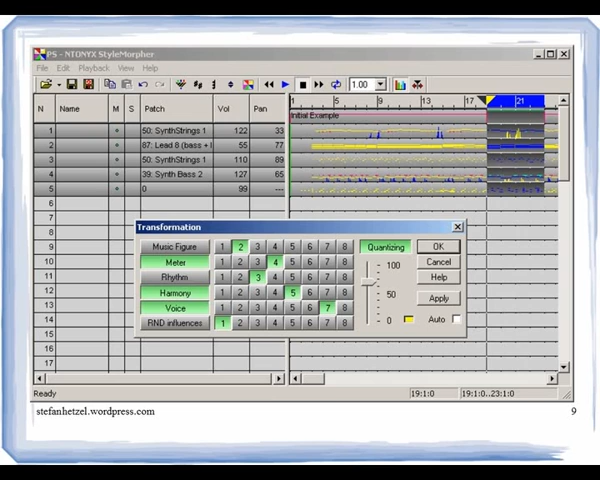 PS - NTONYX StyleMorpher
File Edit Playback View Help
1.00
N Name M S Patch Vol Pan
1 5 9 13 17 21
Initial Example
1 50: SynthStrings 1 122 33
2 87: Lead 8 (bass + l 55 77
3 50: SynthStrings 1 110 89
4 39: Synth Bass 2 127 65
5 0 99 ---
6
7
8
9
10
11
12
13
14
15
16
17
Transformation
Music Figure 1 2 3 4 5 6 7 8 Quantizing OK
Meter 1 2 3 4 5 6 7 8 100 Cancel
Rhythm 1 2 3 4 5 6 7 8 Help
Harmony 1 2 3 4 5 6 7 8 50 Apply
Voice 1 2 3 4 5 6 7 8
RND influences 1 2 3 4 5 6 7 8 0 Auto
Ready 19:1:0 19:1:0..23:1:0
stefanhetzel.wordpress.com 9